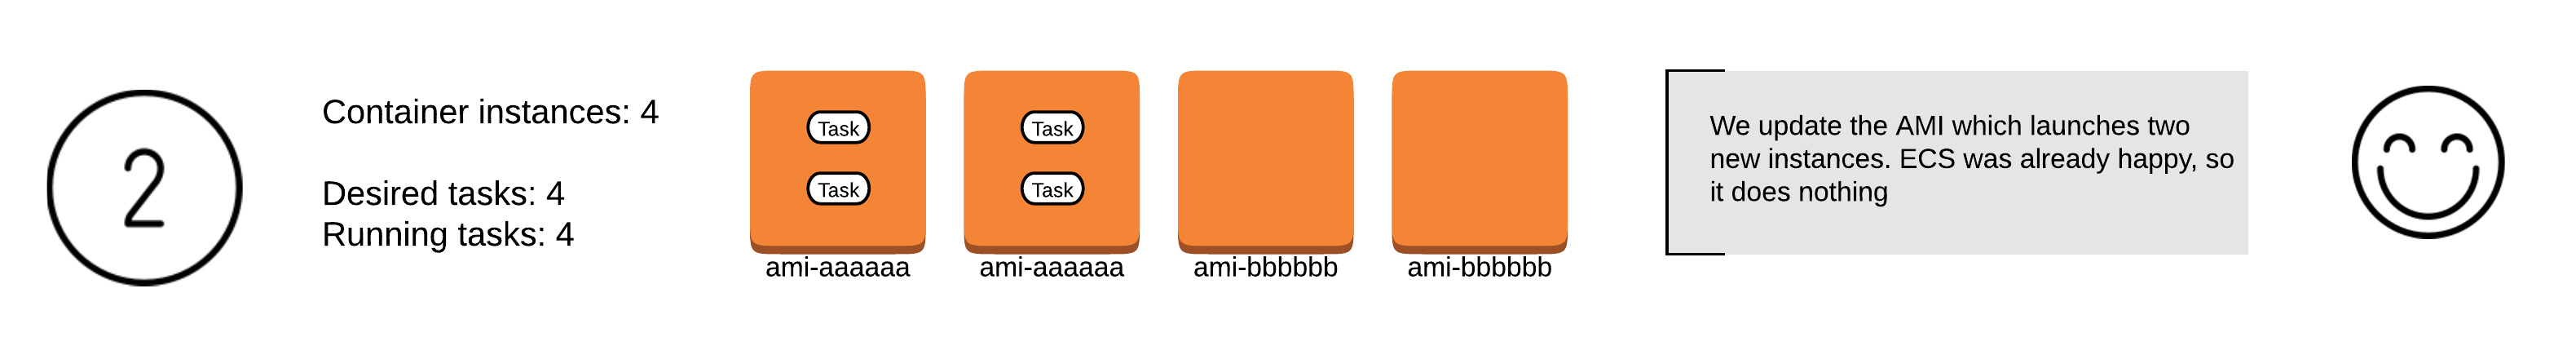 2
Container instances: 4
Desired tasks: 4
Running tasks: 4
Task
Task
ami-aaaaaa
Task
Task
ami-aaaaaa
ami-bbbbbb
ami-bbbbbb
We update the AMI which launches two
new instances. ECS was already happy, so
it does nothing